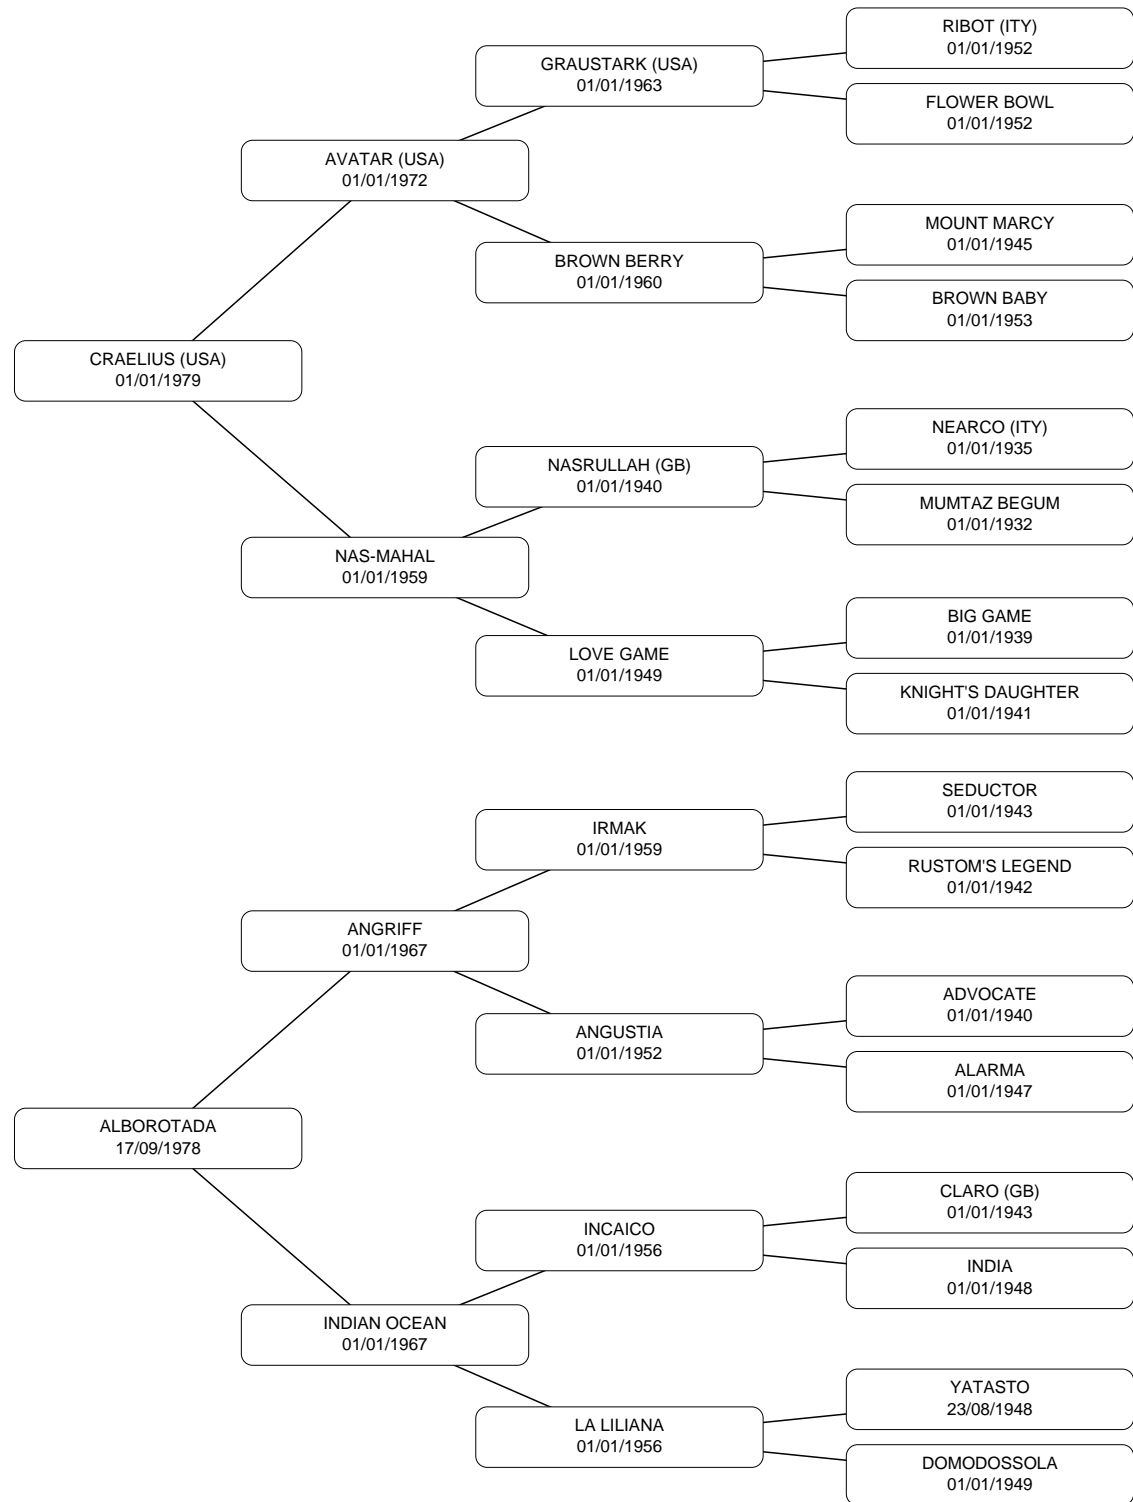 RIBOT (ITY)
01/01/1952
GRAUSTARK (USA)
01/01/1963
FLOWER BOWL
01/01/1952
AVATAR (USA)
01/01/1972
MOUNT MARCY
01/01/1945
BROWN BERRY
01/01/1960
BROWN BABY
01/01/1953
CRAELIUS (USA)
01/01/1979
NEARCO (ITY)
01/01/1935
NASRULLAH (GB)
01/01/1940
MUMTAZ BEGUM
01/01/1932
NAS-MAHAL
01/01/1959
BIG GAME
01/01/1939
LOVE GAME
01/01/1949
KNIGHT'S DAUGHTER
01/01/1941
SEDUCTOR
01/01/1943
IRMAK
01/01/1959
RUSTOM'S LEGEND
01/01/1942
ANGRIFF
01/01/1967
ADVOCATE
01/01/1940
ANGUSTIA
01/01/1952
ALARMA
01/01/1947
ALBOROTADA
17/09/1978
CLARO (GB)
01/01/1943
INCAICO
01/01/1956
INDIA
01/01/1948
INDIAN OCEAN
01/01/1967
YATASTO
23/08/1948
LA LILIANA
01/01/1956
DOMODOSSOLA
01/01/1949